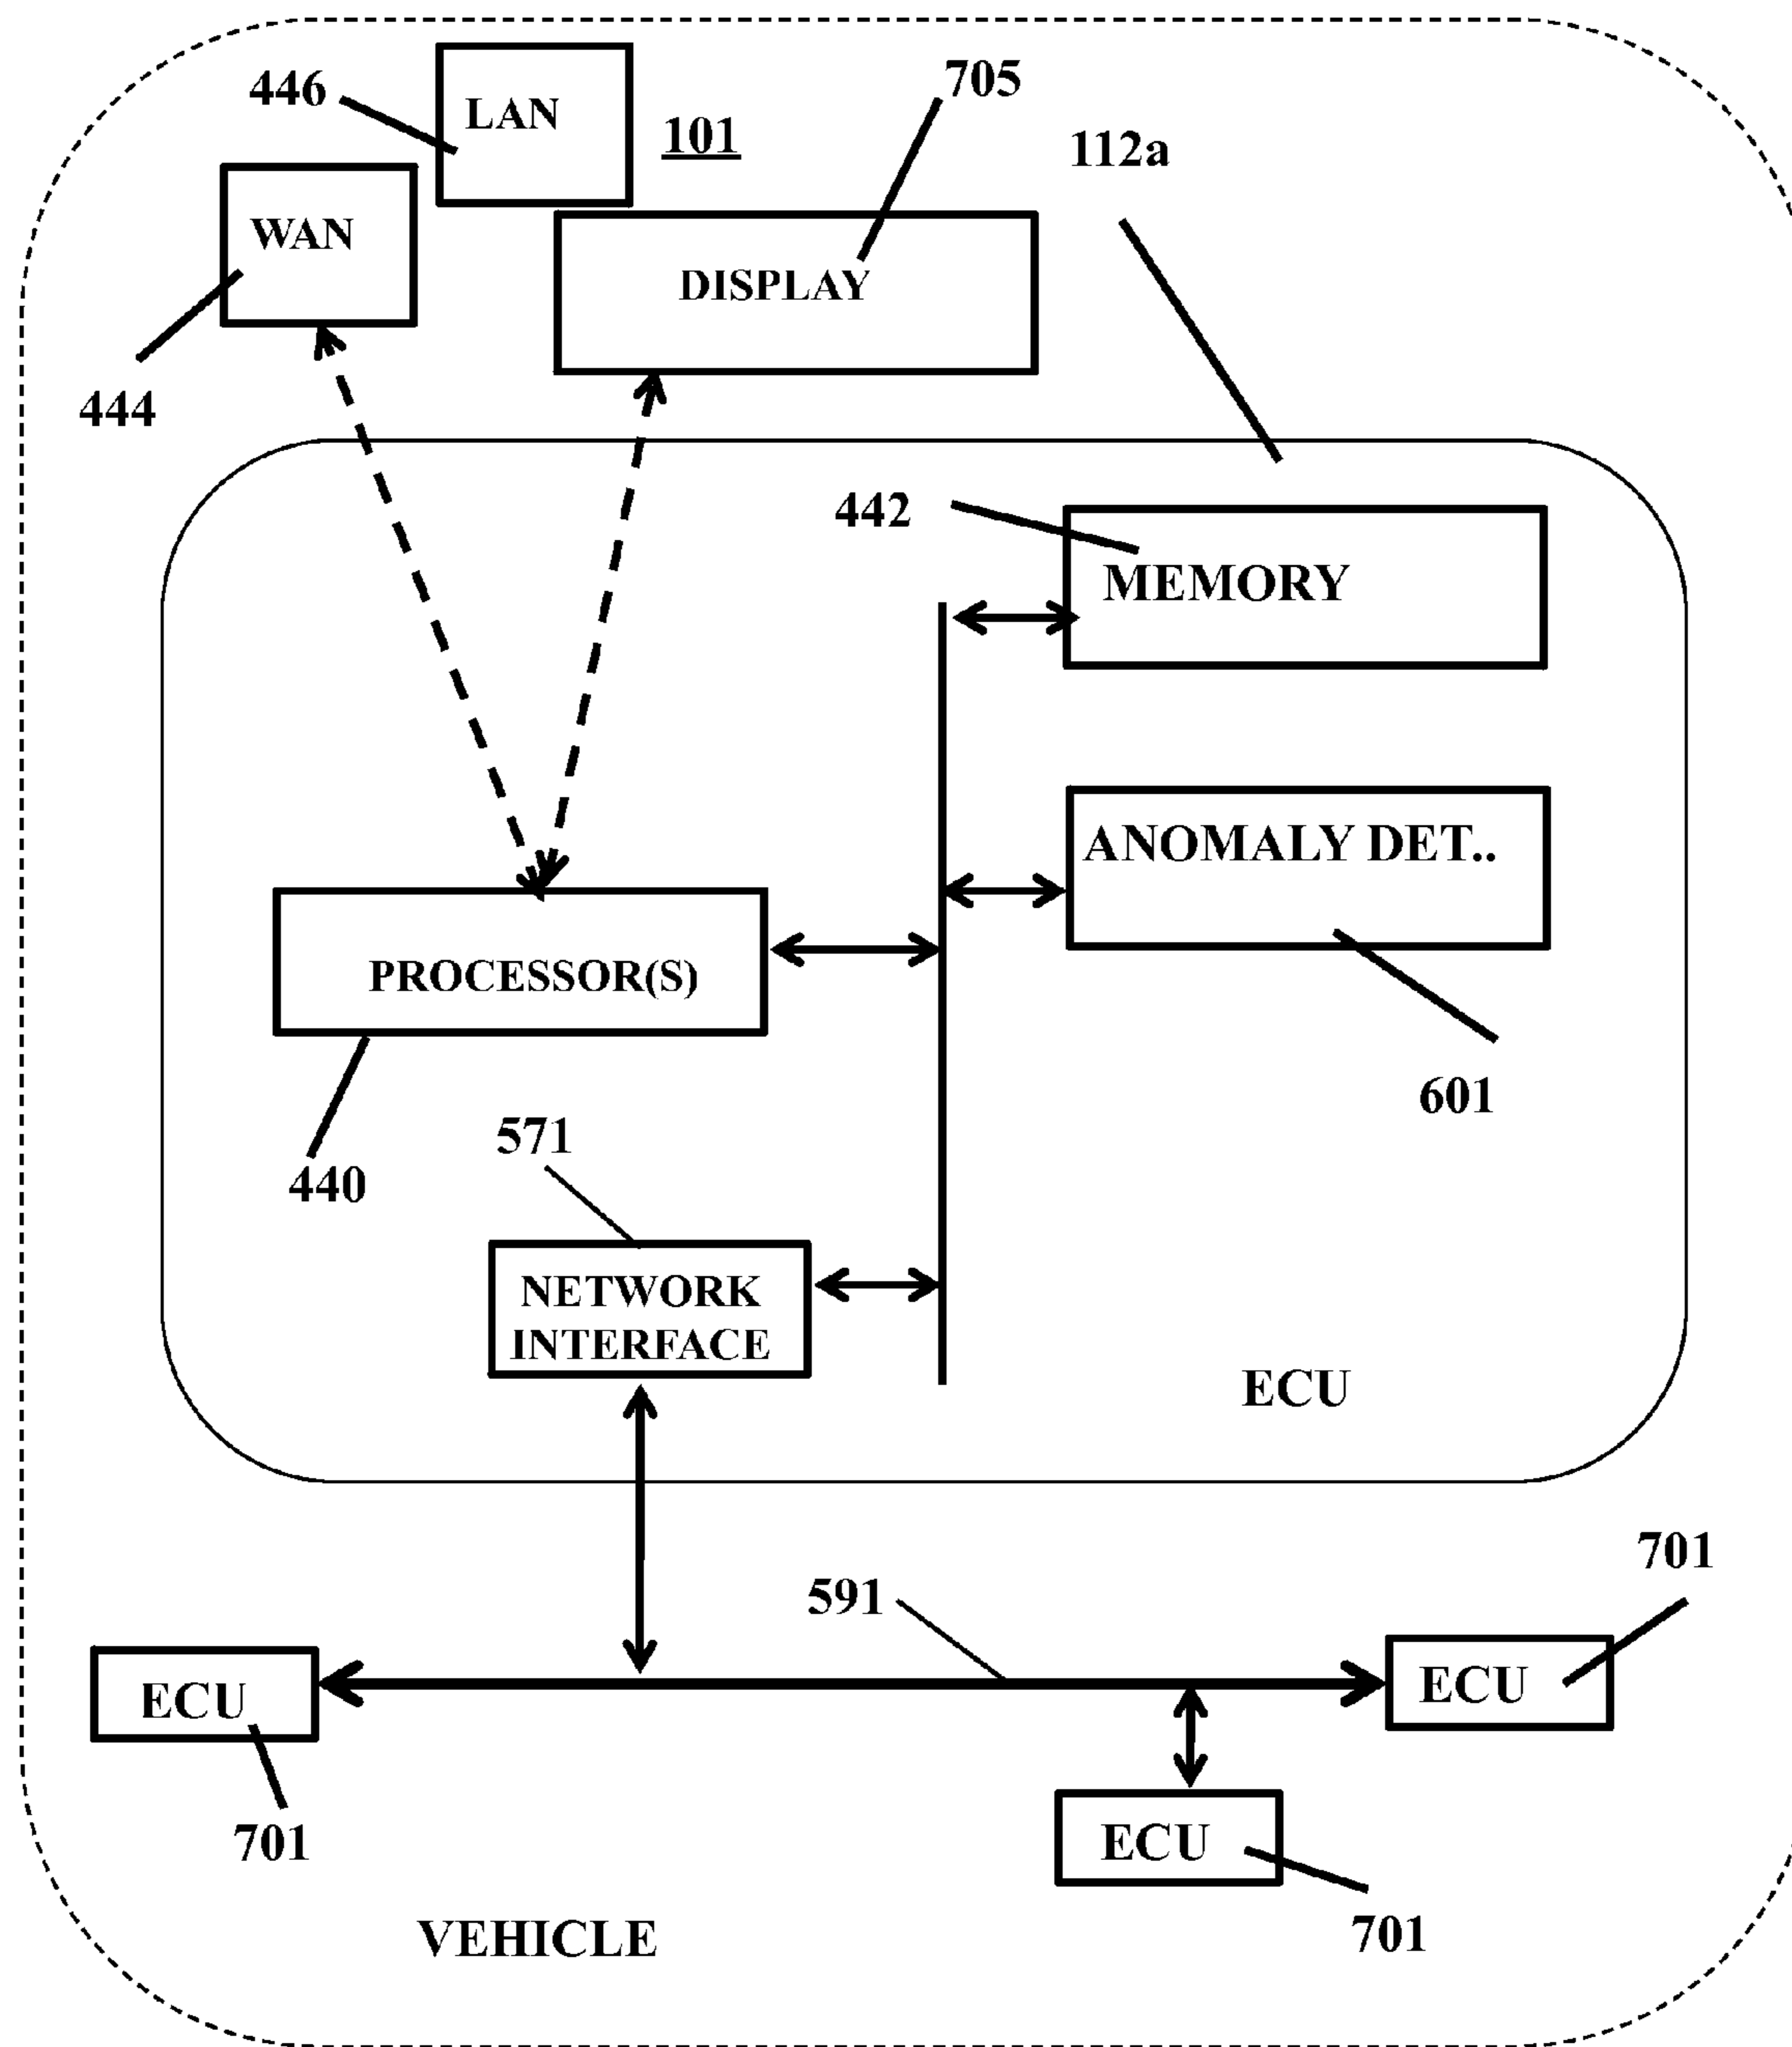 446
LAN
705
101
112a
WAN
DISPLAY
444
442
MEMORY
ANOMALY DET..
PROCESSOR(S)
601
571
440
NETWORK
INTERFACE
ECU
701
591
ECU
ECU
701
ECU
701
VEHICLE